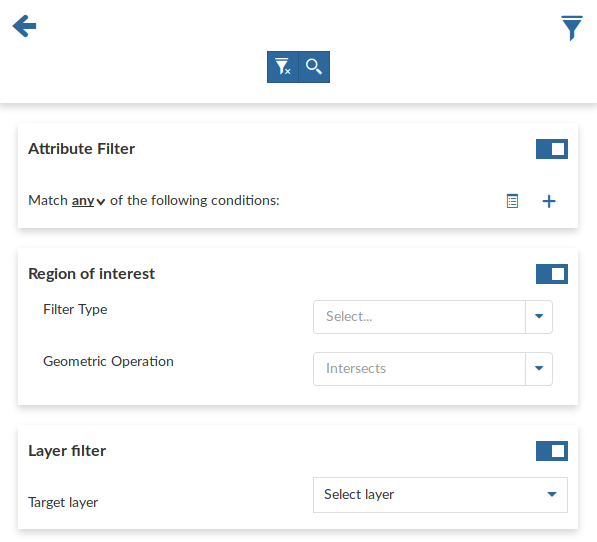 Attribute Filter
Match any of the following conditions:
Region of interest
Filter Type
Select...
Geometric Operation
Intersects
Layer filter
Target layer
Select layer